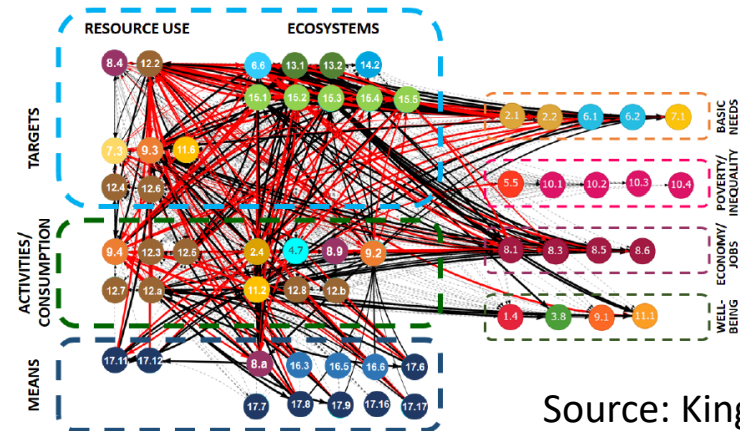 RESOURCE USE ECOSYSTEMS
8.4 12.2 6.6 13.1 13.2 14.2
15.1 15.2 15.3 15.4 15.5
7.3 9.3 11.6
12.4 12.6
TARGETS
2.1 2.2 6.1 6.2 7.1
BASIC
NEEDS
5.5 10.1 10.2 10.3 10.4
POVERTY/
INEQUALITY
9.4 12.3 12.5 2.4 4.7 8.9 9.2
12.7 12.a 11.2 12.8 12.b
ACTIVITIES/
CONSUMPTION
8.1 8.3 8.5 8.6
ECONOMY/
JOBS
1.4 3.8 9.1 11.1
WELL-
BEING
17.11 17.12 8.a 16.3 16.5 16.6 17.6
17.7 17.8 17.9 17.16 17.17
MEANS
Source: King